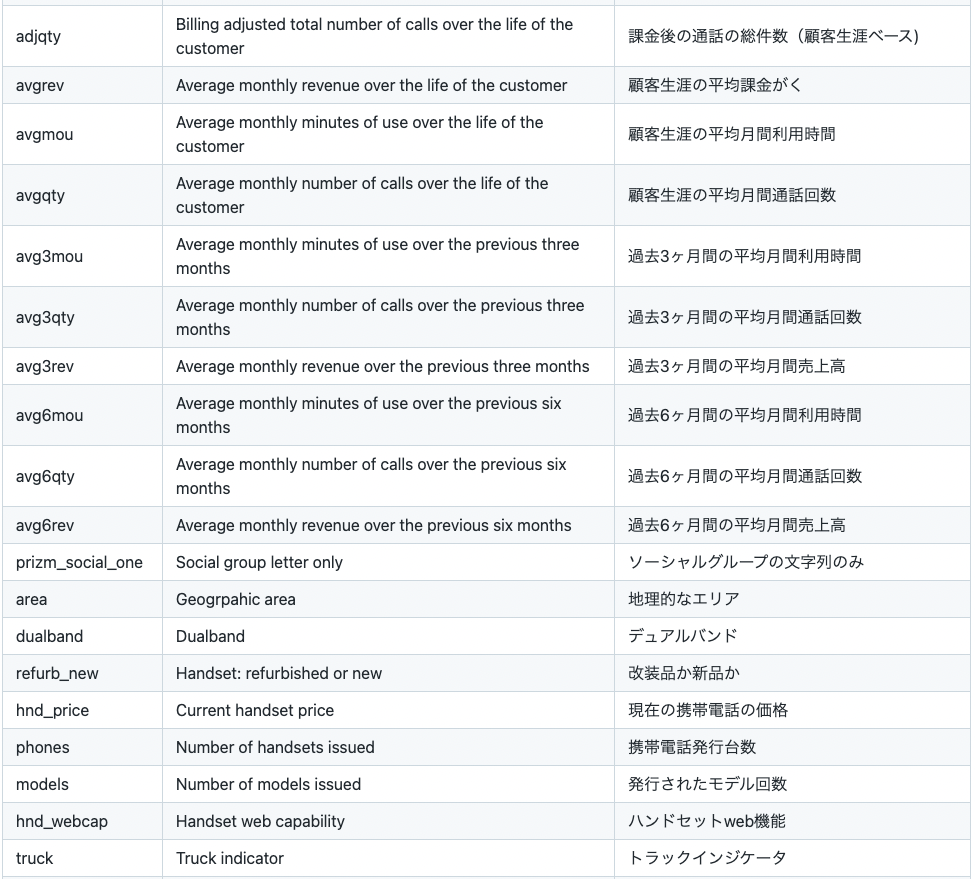 adjqty
Billing adjusted total number of calls over the life of the
customer
課金後の通話の総件数（顧客生涯ベース)
avgrev
Average monthly revenue over the life of the customer
顧客生涯の平均課金がく
avgmou
Average monthly minutes of use over the life of the
customer
顧客生涯の平均月間利用時間
avgqty
Average monthly number of calls over the life of the
customer
顧客生涯の平均月間通話回数
avg3mou
Average monthly minutes of use over the previous three
months
過去3ヶ月間の平均月間利用時間
avg3qty
Average monthly number of calls over the previous three
months
過去3ヶ月間の平均月間通話回数
avg3rev
Average monthly revenue over the previous three months
過去3ヶ月間の平均月間売上高
avg6mou
Average monthly minutes of use over the previous six
months
過去6ヶ月間の平均月間利用時間
avg6qty
Average monthly number of calls over the previous six
months
過去6ヶ月間の平均月間通話回数
avg6rev
Average monthly revenue over the previous six months
過去6ヶ月間の平均月間売上高
prizm_social_one
Social group letter only
ソーシャルグループの文字列のみ
area
Geogrpahic area
地理的なエリア
dualband
Dualband
デュアルバンド
refurb_new
Handset: refurbished or new
改装品か新品か
hnd_price
Current handset price
現在の携帯電話の価格
phones
Number of handsets issued
携帯電話発行台数
models
Number of models issued
発行されたモデル回数
hnd_webcap
Handset web capability
ハンドセットweb機能
truck
Truck indicator
トラックインジケータ